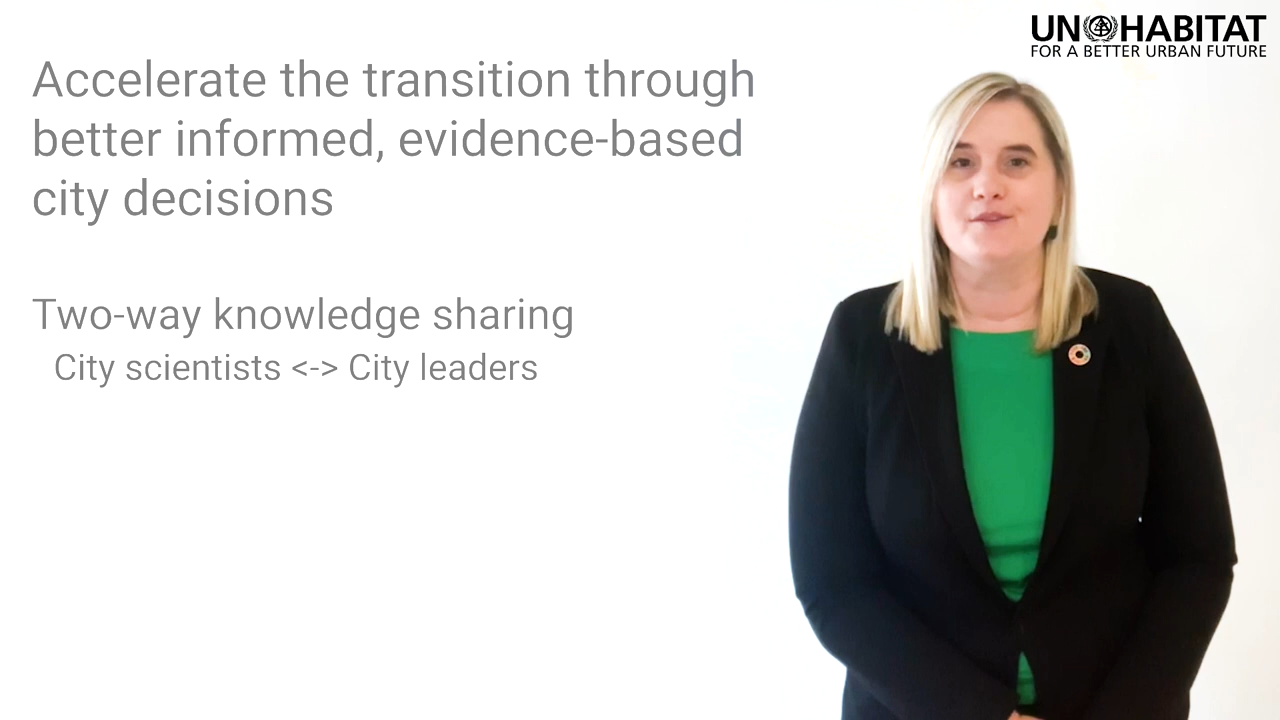 UN HABITAT
FOR A BETTER URBAN FUTURE
Accelerate the transition through
better informed, evidence-based
city decisions
Two-way knowledge sharing
City scientists <-> City leaders